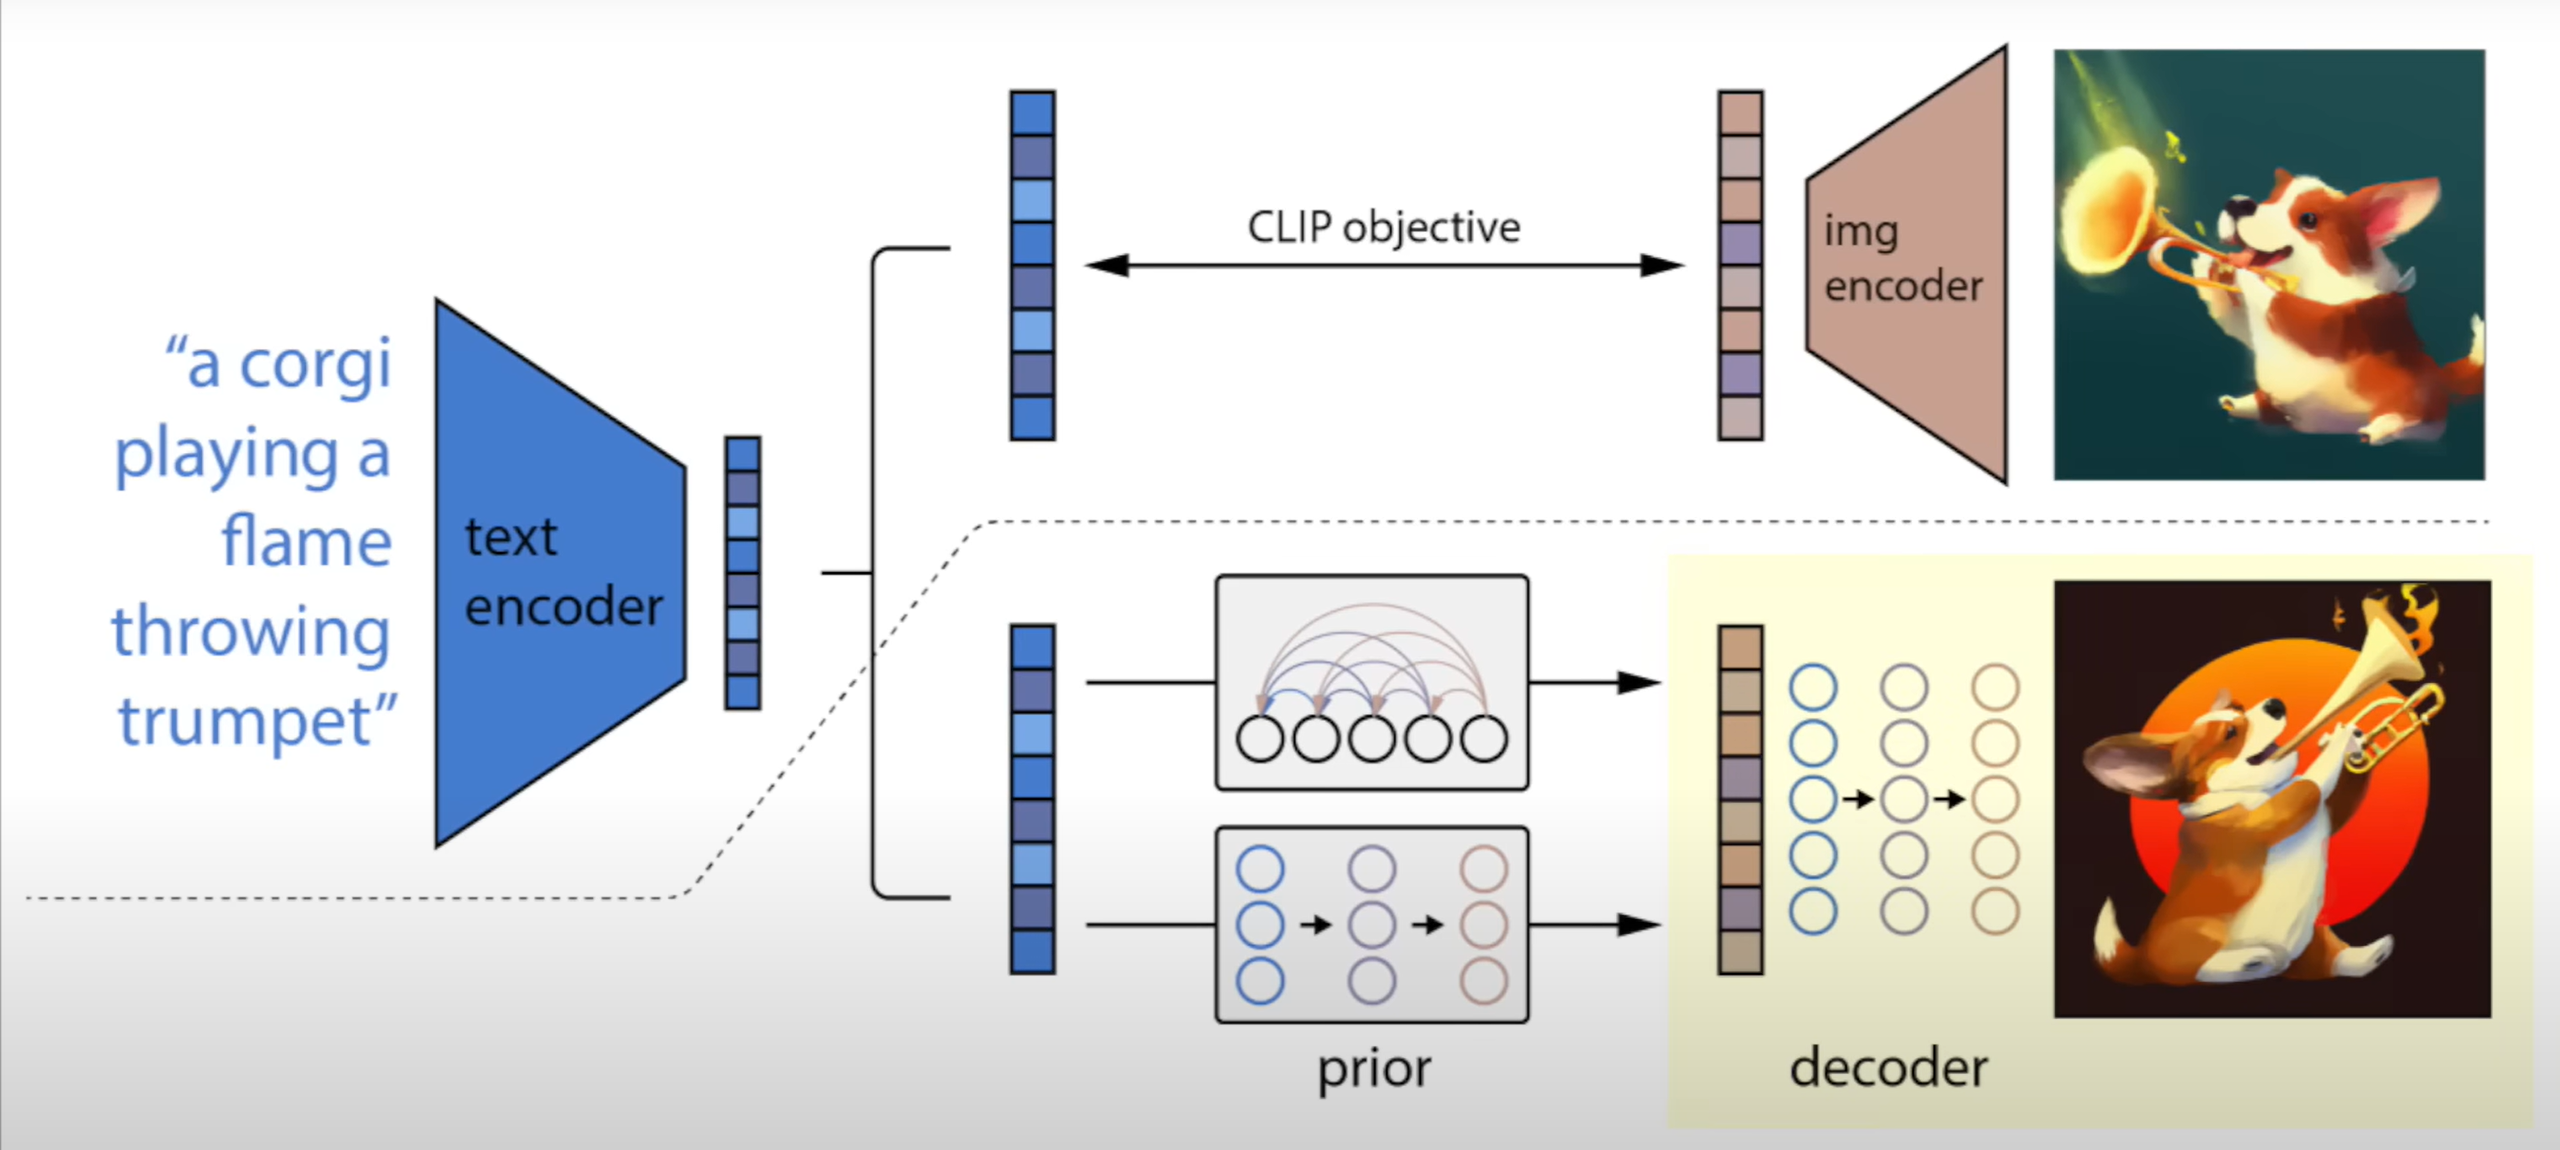 “a corgi
playing a
flame
throwing
trumpet”
text
encoder
CLIP objective
img
encoder
prior
decoder